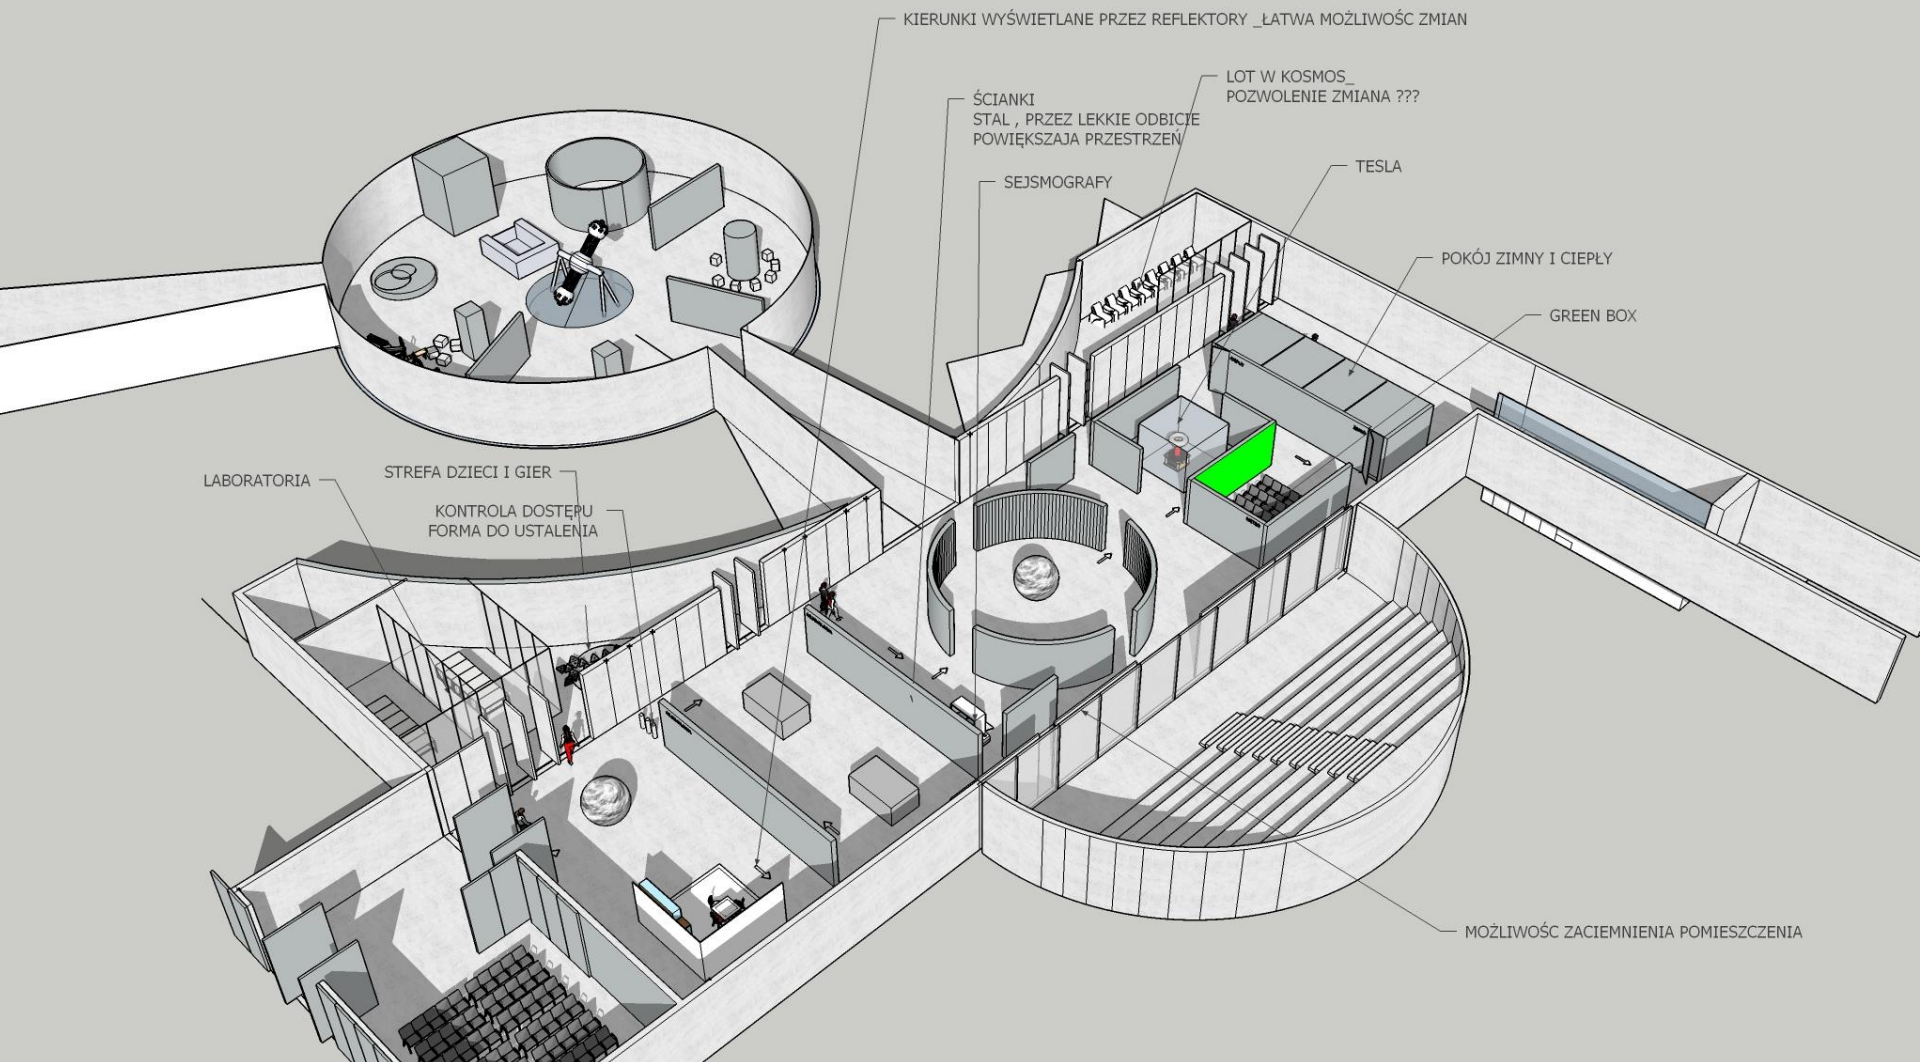 KIERUNKI WYŚWIETLANE PRZEZ REFLEKTORY _ŁATWA MOŻLIWOŚC ZMIAN
LOT W KOSMOS_
POZWOLENIE ZMIANA ???
ŚCIANKI
STAL , PRZEZ LEKKIE ODBICIE
POWIĘKSZAJA PRZESTRZEŃ
TESLA
SEJSMOGRAFY
POKÓJ ZIMNY I CIEPŁY
GREEN BOX
STREFA DZIECI I GIER
LABORATORIA
KONTROLA DOSTĘPU
FORMA DO USTALENIA
MOŻLIWOŚC ZACIEMNIENIA POMIESZCZENIA